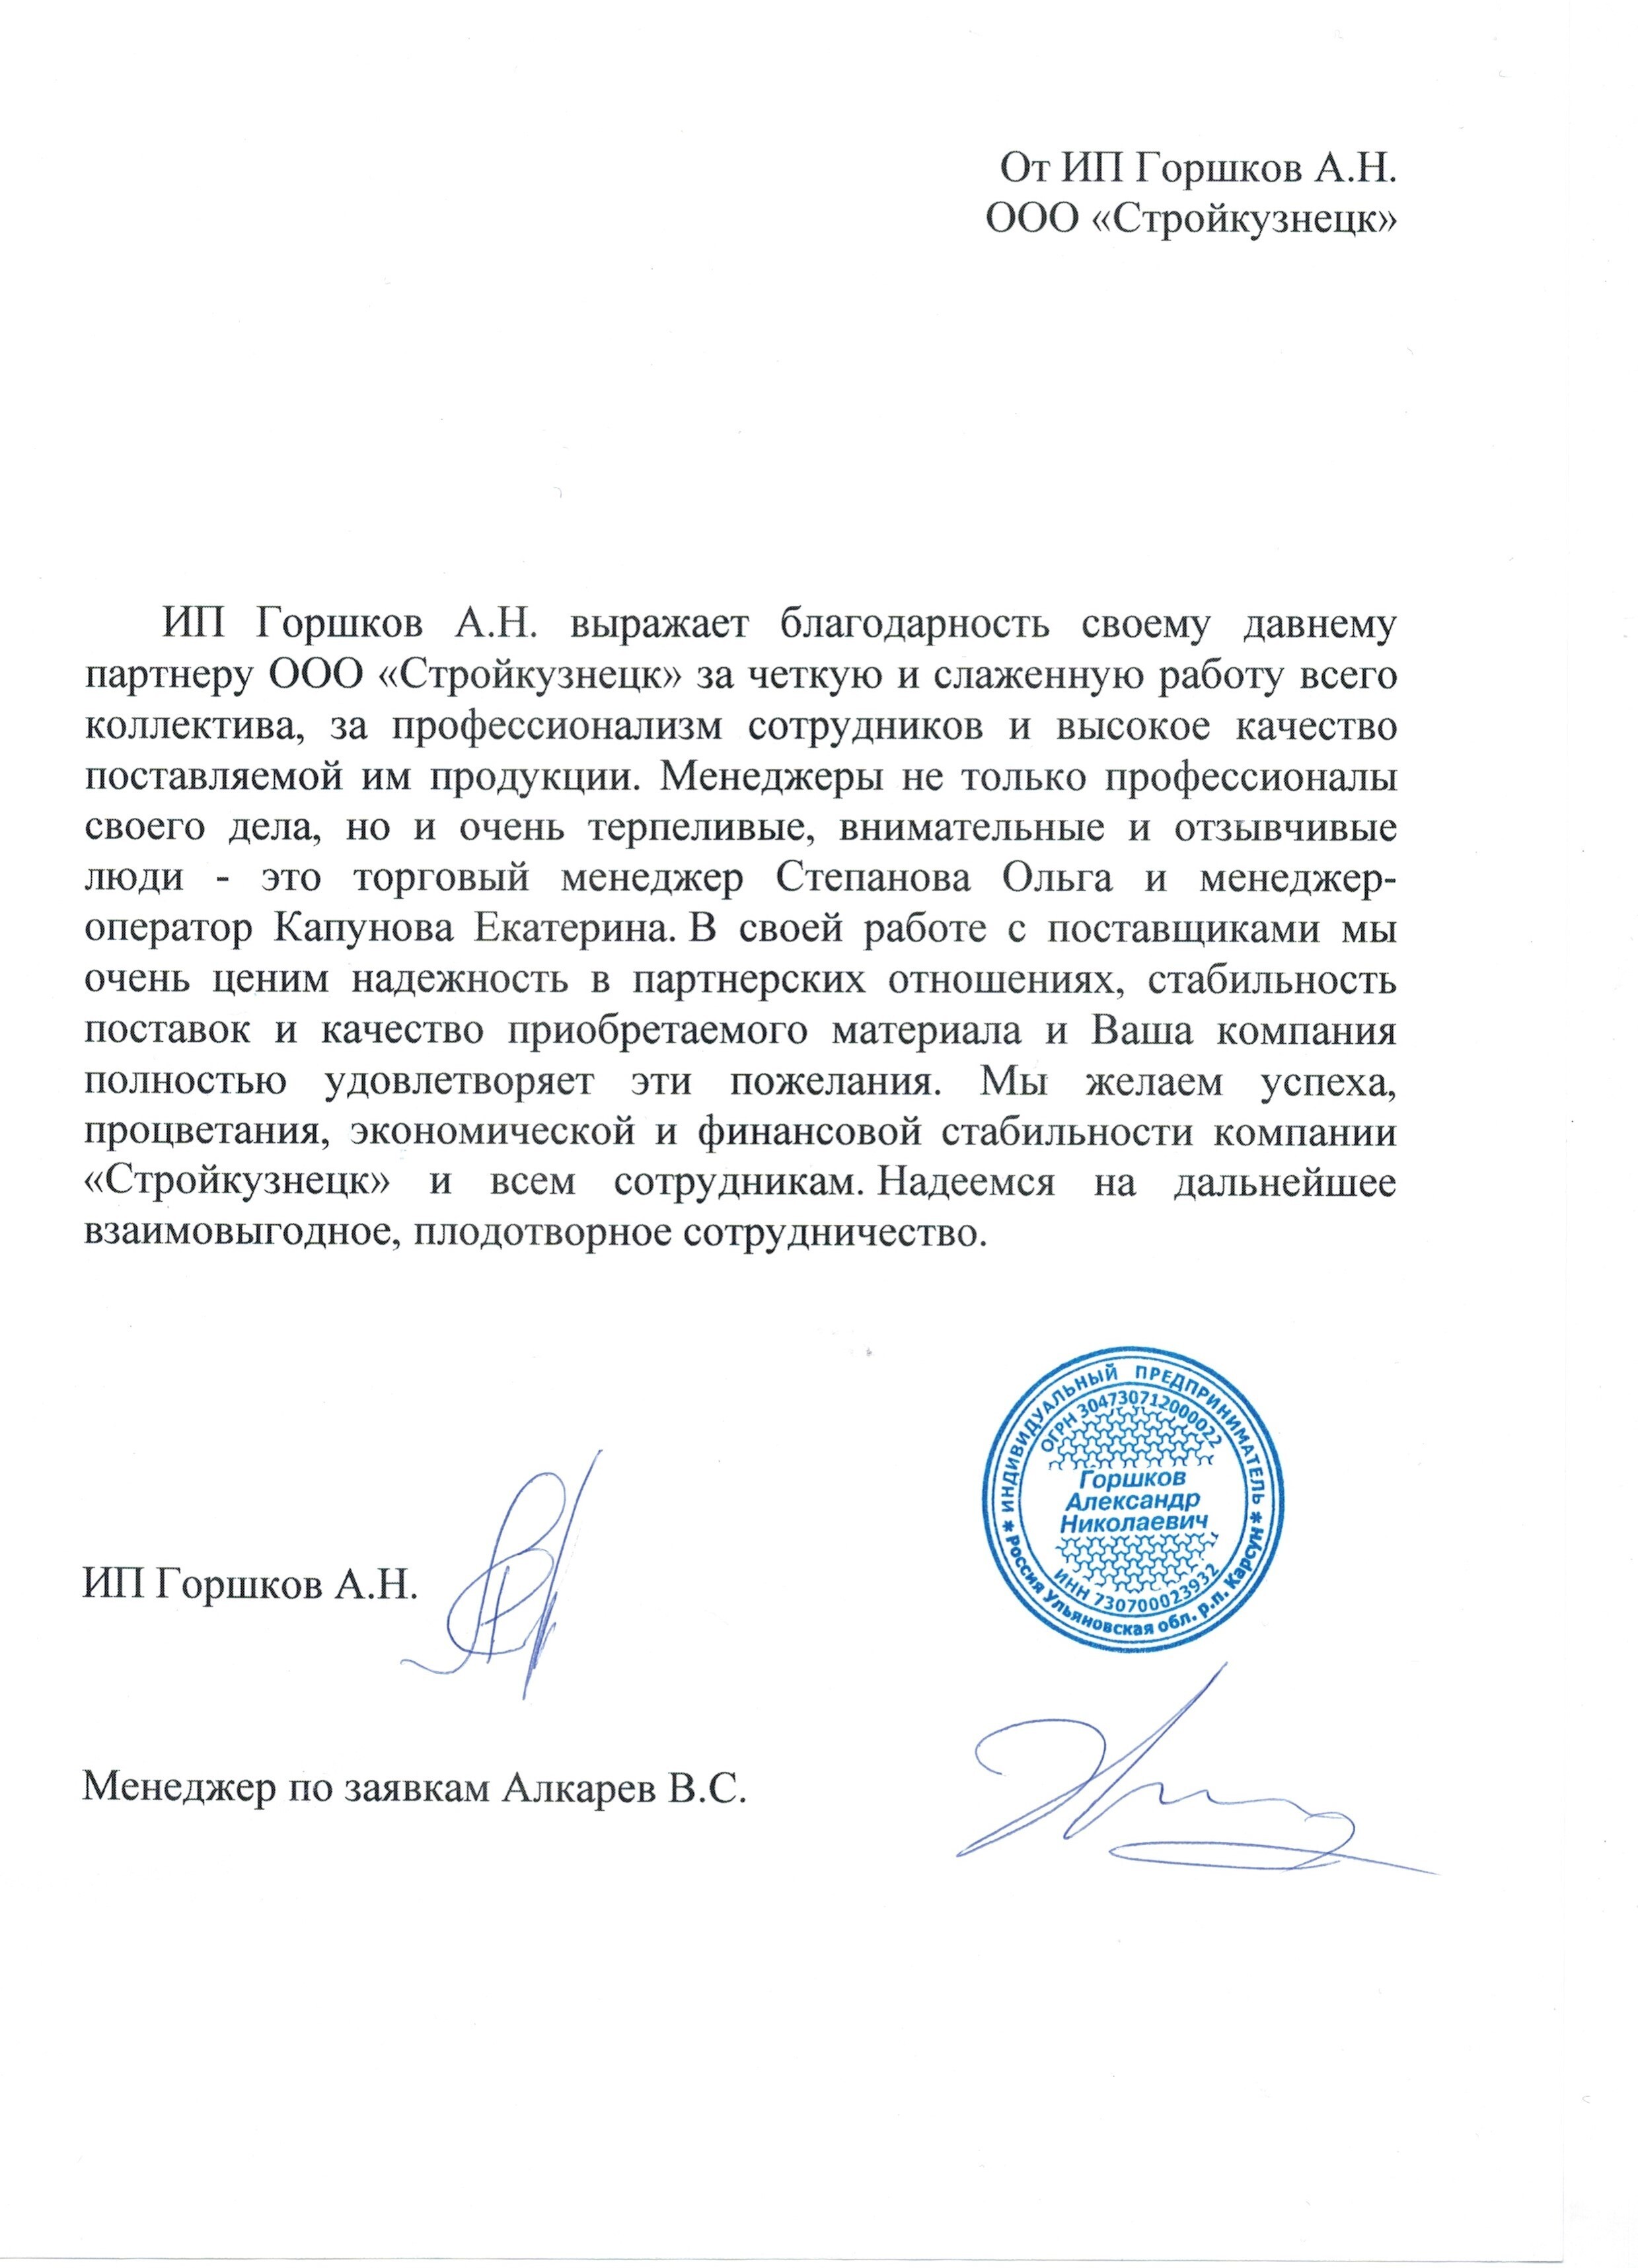 От ИП Горшков А.Н.
ООО «Стройкузнецк»
ИП Горшков А.Н. выражает благодарность своему давнему
партнеру ООО «Стройкузнецк» за четкую и слаженную работу всего
коллектива, за профессионализм сотрудников и высокое качество
поставляемой им продукции. Менеджеры не только профессионалы
своего дела, но и очень терпеливые, внимательные и отзывчивые
люди - это торговый менеджер Степанова Ольга и менеджер-
оператор Капунова Екатерина. В своей работе с поставщиками мы
очень ценим надежность в партнерских отношениях, стабильность
поставок и качество приобретаемого материала и Ваша компания
полностью удовлетворяет эти пожелания. Мы желаем успеха,
процветания, экономической и финансовой стабильности компании
«Стройкузнецк» и всем сотрудникам. Надеемся на дальнейшее
взаимовыгодное, плодотворное сотрудничество.
* ИНДИВИДУАЛЬНЫЙ ПРЕДПРИНИМАТЕЛЬ *
ОГРН 304730712000022
Горшков
Александр
Николаевич
ИНН 730700023932
Россия Ульяновская обл. р.п. Карсун
ИП Горшков А.Н.
Менеджер по заявкам Алкарев В.С.